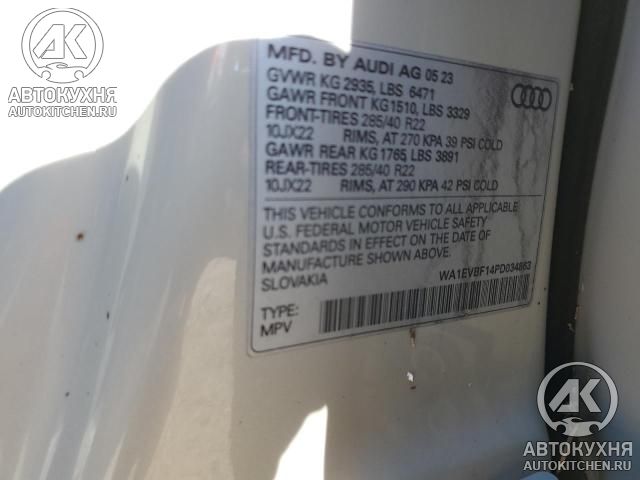 АК
АВТОКУХНЯ
AUTOKITCHEN.RU
MFD. BY AUDI AG 05 23
GVWR KG 2935, LBS 6471
GAWR FRONT KG1510, LBS 3329
FRONT-TIRES 285/40 R22
10JX22 RIMS, AT 270 KPA 39 PSI COLD
GAWR REAR KG 1765 LBS 3891
REAR-TIRES 285/40 R22
10JX22 RIMS, AT 290 KPA 42 PSI COLD
THIS VEHICLE CONFORMS TO ALL APPLICABLE
U.S. FEDERAL MOTOR VEHICLE SAFETY
STANDARDS IN EFFECT ON THE DATE OF
MANUFACTURE SHOWN ABOVE.
SLOVAKIA
WA1EVBF14PD034863
TYPE:
MPV
АК
АВТОКУХНЯ
AUTOKITCHEN.RU